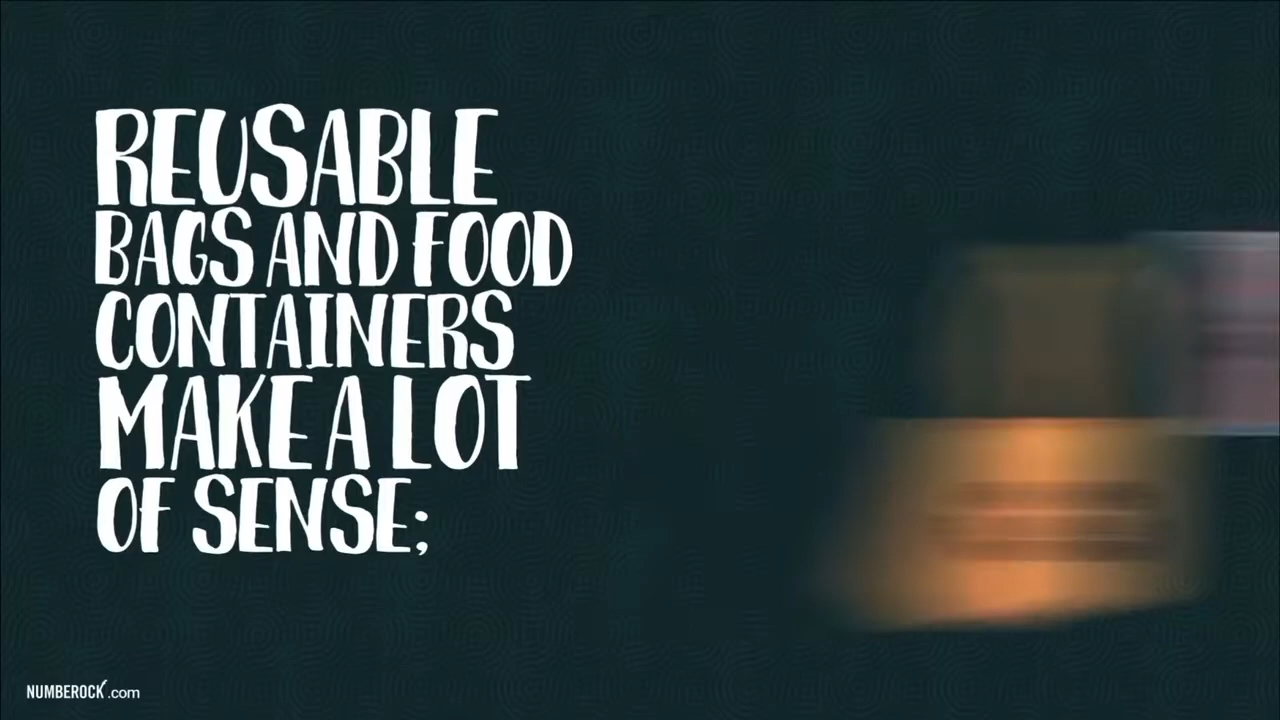 REUSABLE
BAGS AND FOOD
CONTAINERS
MAKE A LOT
OF SENSE;
NUMBEROCK.com